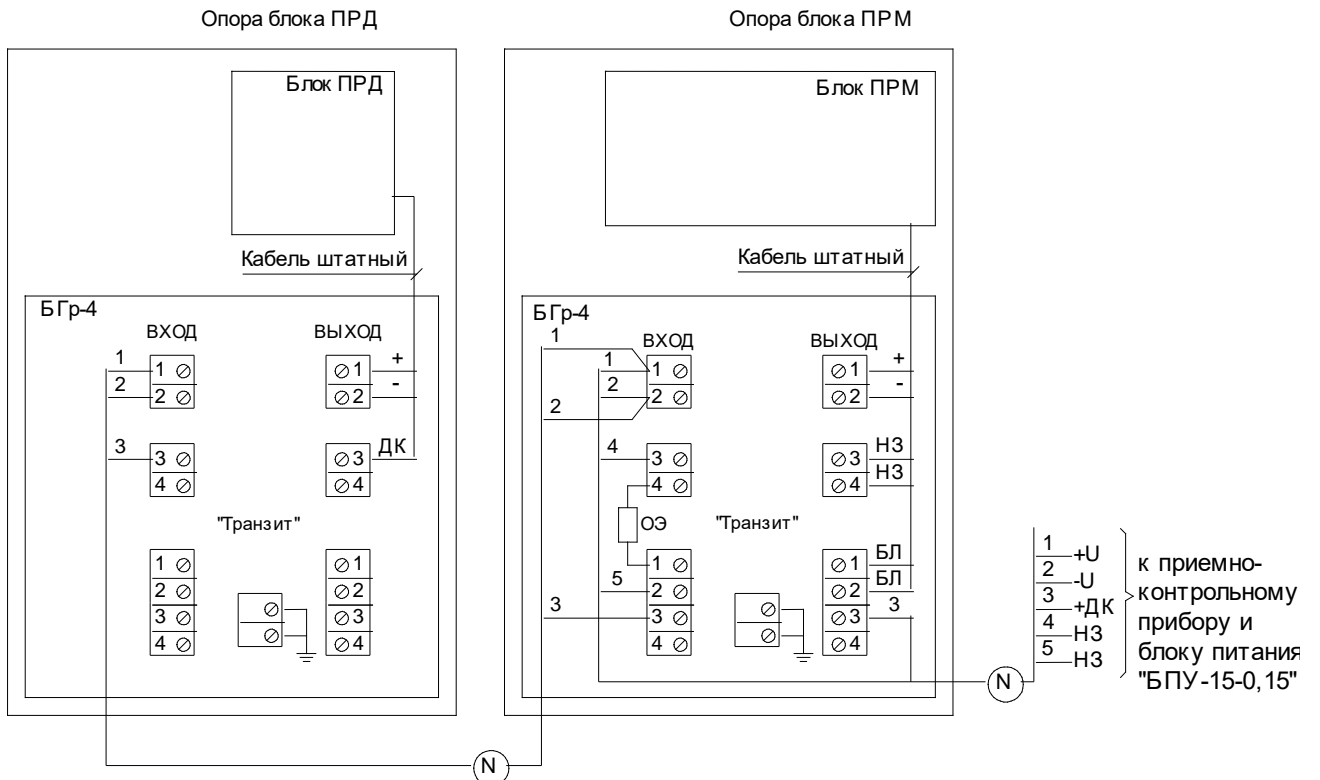 Опора блока ПРД
Опора блока ПРМ
Блок ПРД
Кабель штатный
БГр-4
ВХОД
ВЫХОД
1
1
1
+
2
2
2
-
3
3
3
ДК
4
4
"Транзит"
1
1
2
2
3
3
4
4
Блок ПРМ
Кабель штатный
БГр-4
1
ВХОД
ВЫХОД
1
1
1
+
2
2
2
-
2
4
3
3
НЗ
4
4
НЗ
ОЭ
"Транзит"
1
1
БЛ
5
2
2
БЛ
3
3
3
3
4
4
N
N
1
+U
2
-U
3
+ДК
4
НЗ
5
НЗ
к приемно-
контрольному
прибору и
блоку питания
"БПУ-15-0,15"